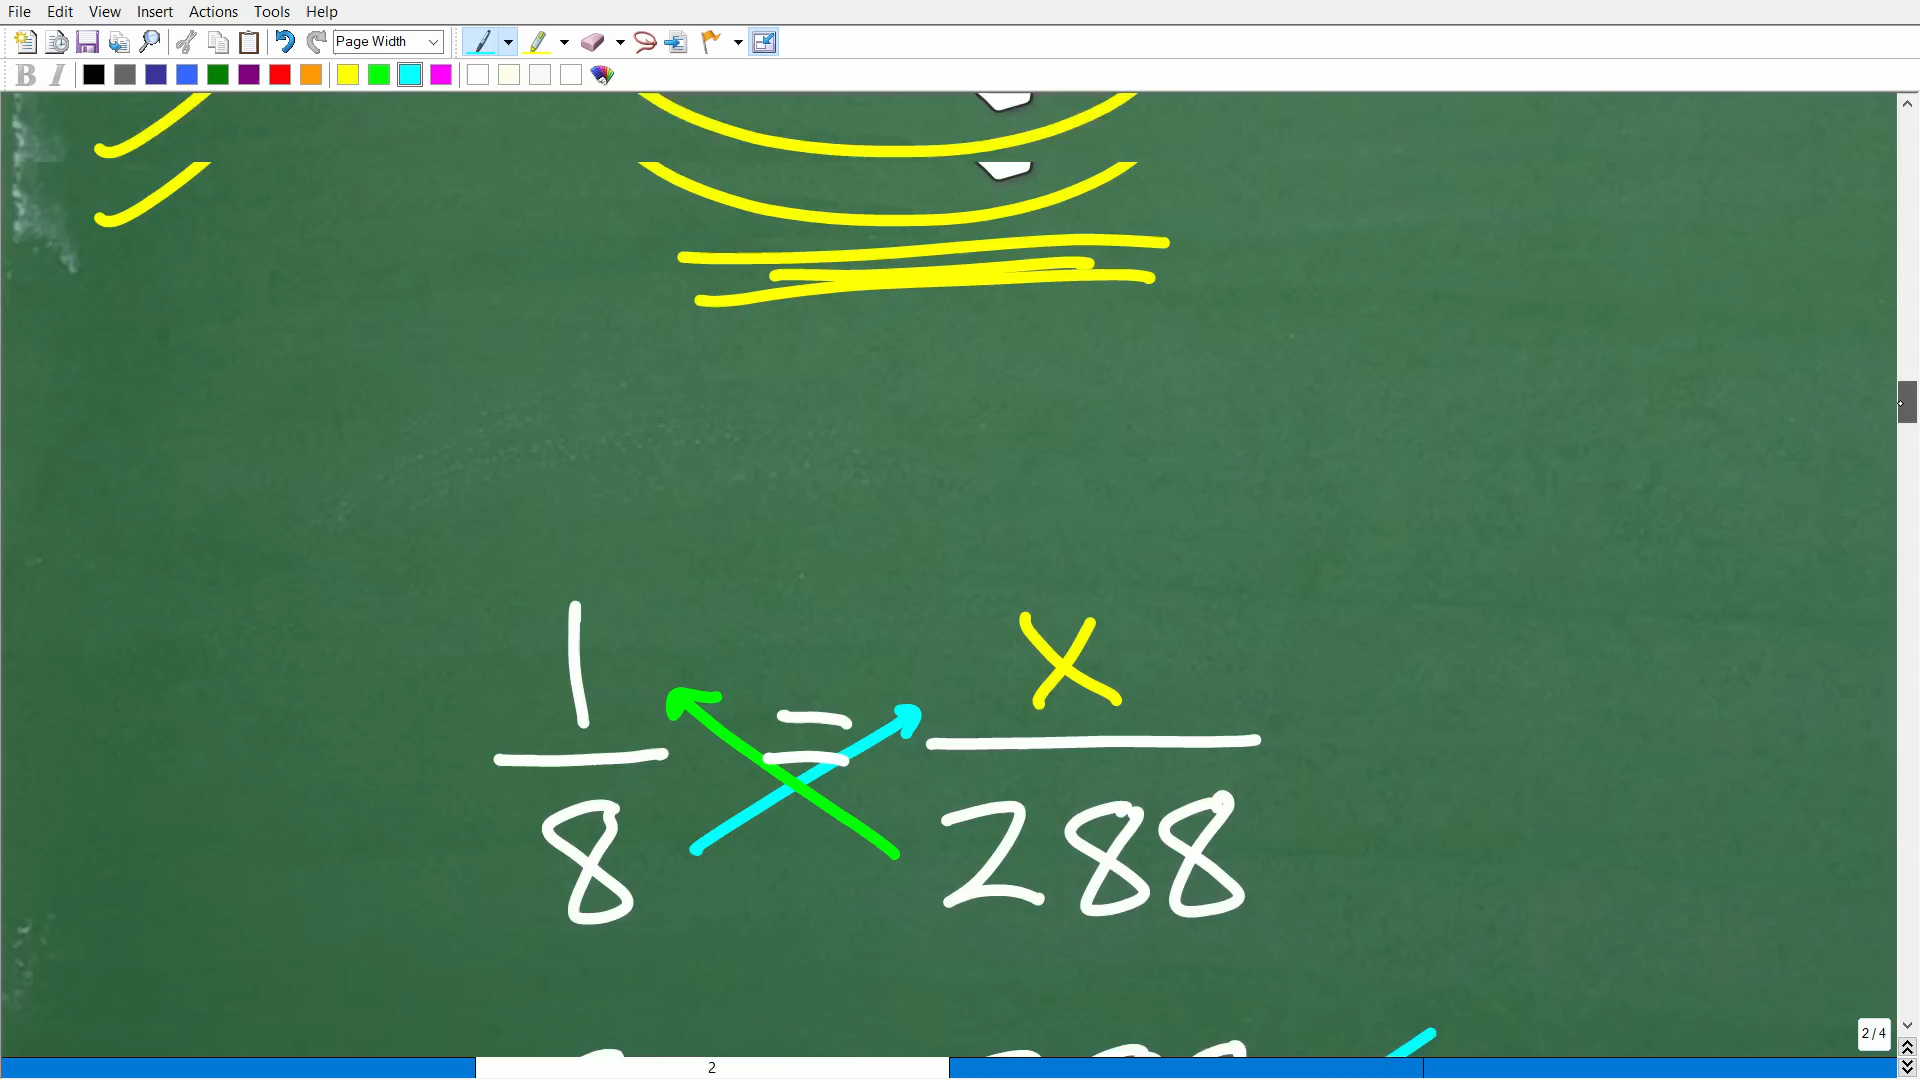 File Edit View Insert Actions Tools Help
Page Width
B I
1 = x
8 288
2 / 4
2